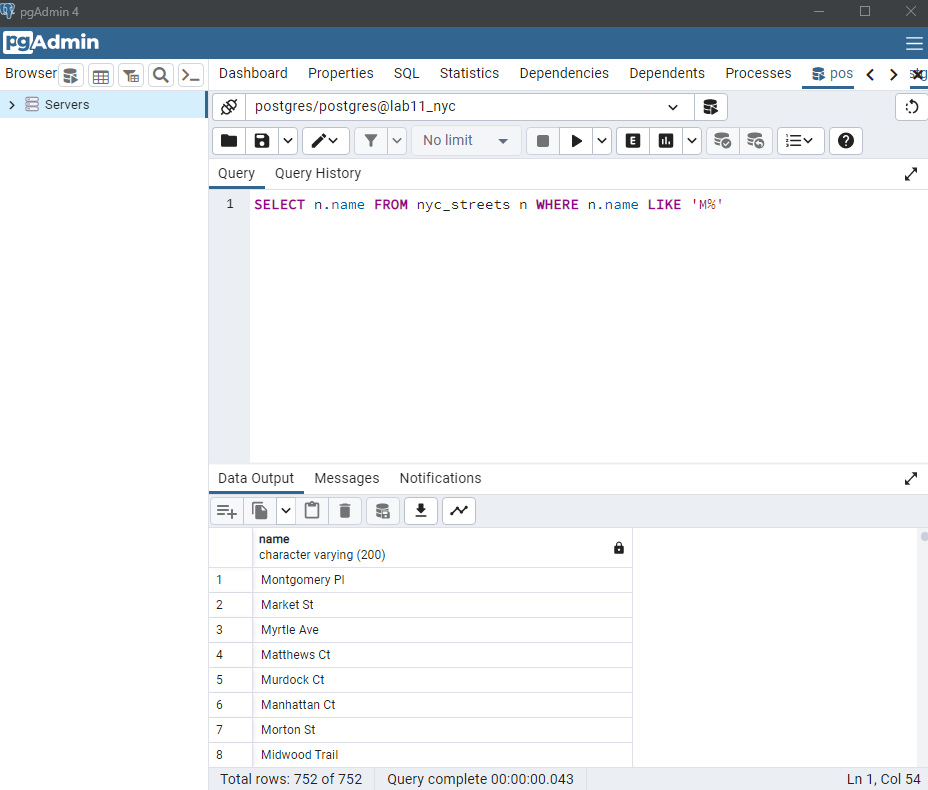 pgAdmin 4
pgAdmin
Browser
Dashboard Properties SQL Statistics Dependencies Dependents Processes pos
Servers
postgres/postgres@lab11_nyc
No limit
E
Query Query History
1 SELECT n.name FROM nyc_streets n WHERE n.name LIKE 'M%'
Data Output Messages Notifications
name
character varying (200)
1 Montgomery Pl
2 Market St
3 Myrtle Ave
4 Matthews Ct
5 Murdock Ct
6 Manhattan Ct
7 Morton St
8 Midwood Trail
Total rows: 752 of 752 Query complete 00:00:00.043 Ln 1, Col 54